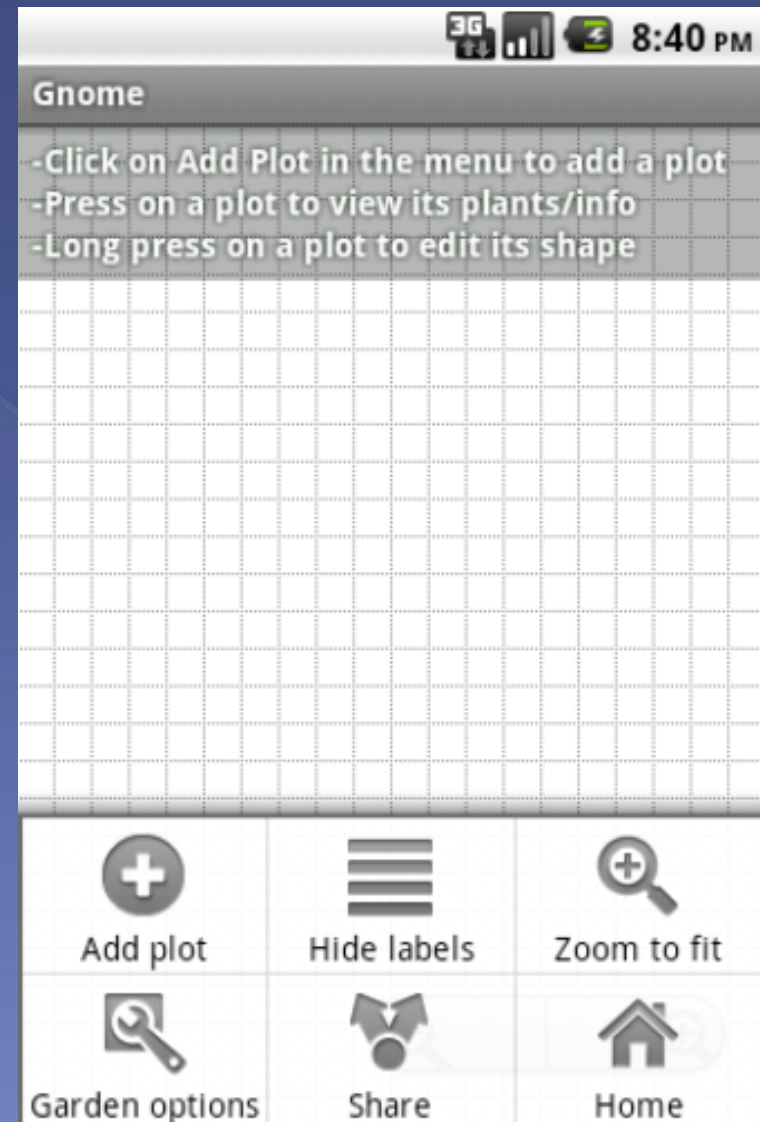 3G 8:40 PM
Gnome
-Click on Add Plot in the menu to add a plot
-Press on a plot to view its plants/info
-Long press on a plot to edit its shape
Add plot Hide labels Zoom to fit
Garden options Share Home